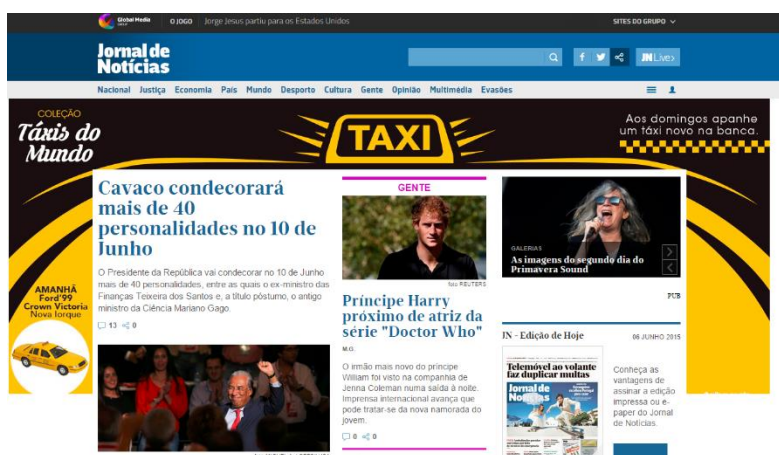 Global Media
O JOGO
Jorge Jesus partiu para os Estados Unidos
SITES DO GRUPO
Jornal de
Notícias
JN Live>
Nacional Justiça Economia País Mundo Desporto Cultura Gente Opinião Multimédia Evasões
COLEÇÃO
Táxis do
Mundo
TAXI
Aos domingos apanhe
um táxi novo na banca.
AMANHÃ
Ford'99
Crown Victoria
Nova Iorque
Cavaco condecorará
mais de 40
personalidades no 10 de
Junho
O Presidente da República vai condecorar no 10 de Junho
mais de 40 personalidades, entre as quais o ex-ministro das
Finanças Teixeira dos Santos e, a título póstumo, o antigo
ministro da Ciência Mariano Gago.
13 0
GENTE
foto REUTERS
Príncipe Harry
próximo de atriz da
série "Doctor Who"
M.G.
O irmão mais novo do príncipe
William foi visto na companhia de
Jenna Coleman numa saída à noite.
Imprensa internacional avança que
pode tratar-se da nova namorada do
jovem.
0 0
GALERIAS
As imagens do segundo dia do
Primavera Sound
PUB
JN - Edição de Hoje
06 JUNHO 2015
Telemóvel ao volante
faz duplicar multas
Jornal de
Notícias
Conheça as
vantagens de
assinar a edição
impressa ou e-
paper do Jornal
de Notícias.